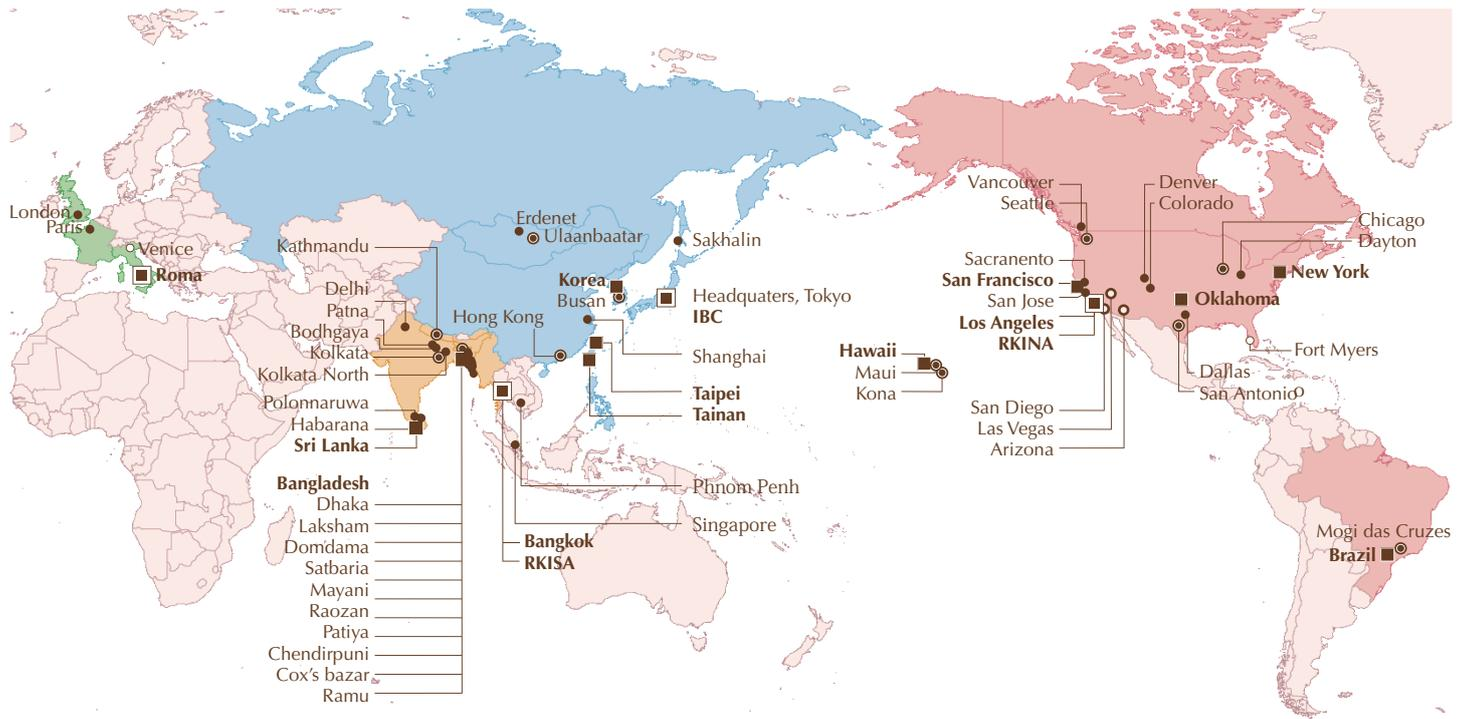 London
Paris
Venice
Roma
Kathmandu
Delhi
Patna
Bodhgaya
Kolkata
Kolkata North
Polonnaruwa
Habarana
Sri Lanka
Bangladesh
Dhaka
Laksham
Domdama
Satbaria
Mayani
Raozan
Patiya
Chendirpuni
Cox's bazar
Ramu
Erdenet
Ulaanbaatar
Sakhalin
Korea
Busan
Hong Kong
Headquaters, Tokyo
IBC
Shanghai
Taipei
Tainan
Phnom Penh
Singapore
Bangkok
RKISA
Hawaii
Maui
Kona
Vancouver
Seattle
Sacranento
San Francisco
San Jose
Los Angeles
RKINA
San Diego
Las Vegas
Arizona
Denver
Colorado
Chicago
Dayton
New York
Oklahoma
Fort Myers
Dallas
San Antonio
Mogi das Cruzes
Brazil